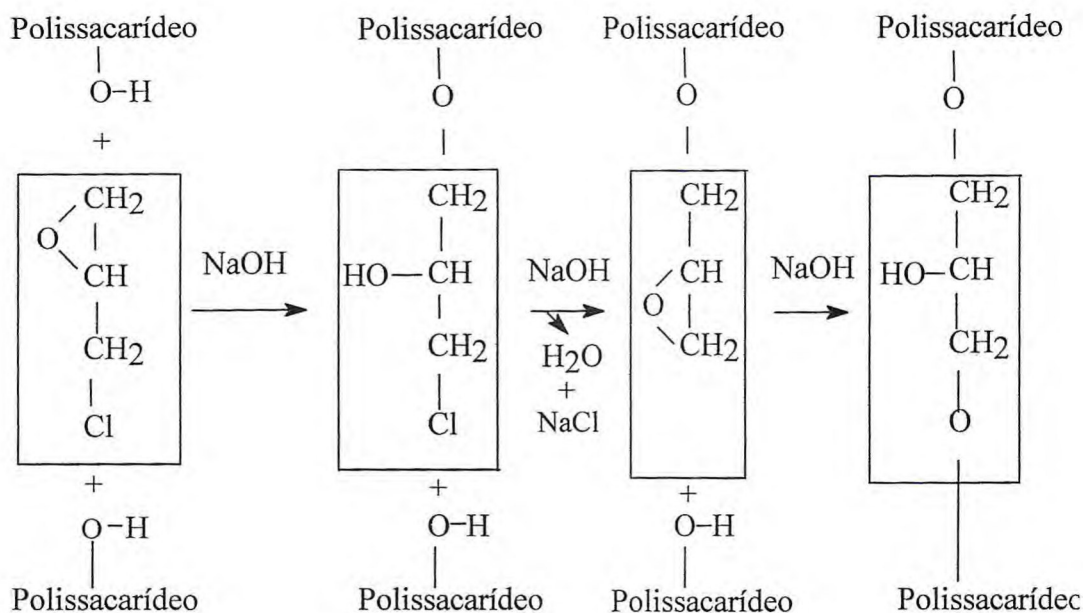 Polissacarídeo Polissacarídeo Polissacarídeo Polissacarídeo
O-H O O O
+
CH2 CH2 CH2 CH2
O
CH NaOH HO-CH NaOH CH NaOH HO-CH
O
CH2 CH2 H2O CH2 CH2
+
Cl Cl NaCl O
+ + +
O-H O-H O-H
Polissacarídeo Polissacarídeo Polissacarídeo Polissacarídec